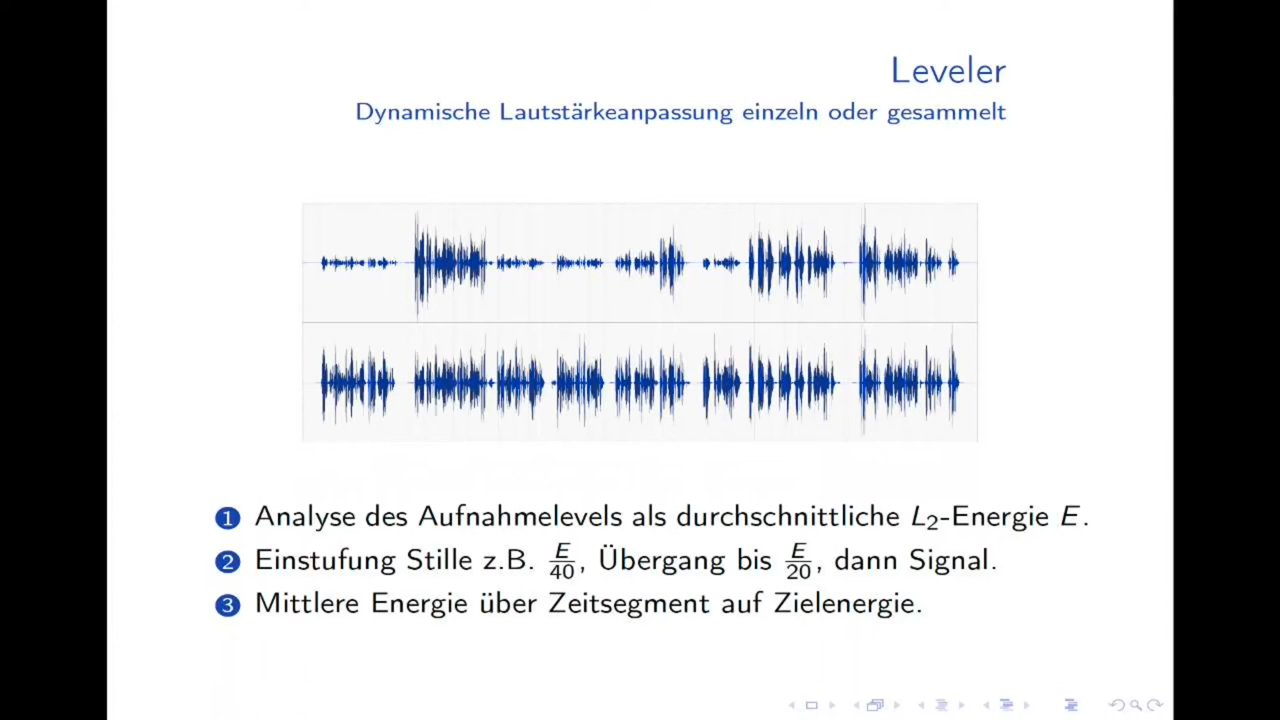 Leveler
Dynamische Lautstärkeanpassung einzeln oder gesammelt
1 Analyse des Aufnahmelevels als durchschnittliche L₂-Energie E.
2 Einstufung Stille z.B. E/40, Übergang bis E/20, dann Signal.
3 Mittlere Energie über Zeitsegment auf Zielenergie.